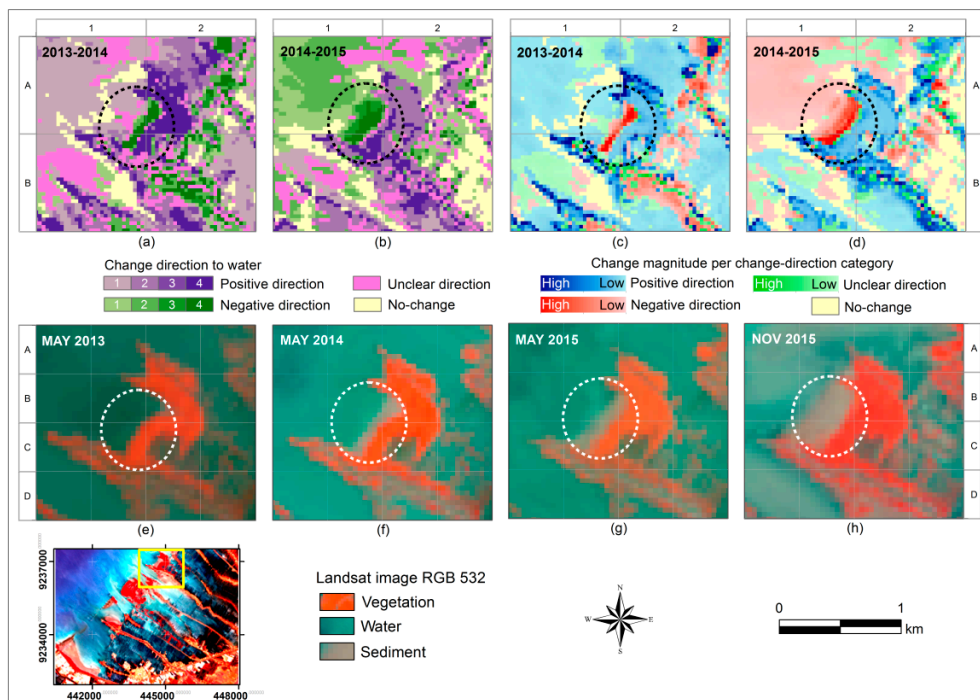 1 2 1 2 1 2 1 2
2013-2014 2014-2015 2013-2014 2014-2015
A A
B B
(a) (b) (c) (d)
Change direction to water
1 2 3 4 Positive direction
1 2 3 4 Negative direction
Unclear direction
No-change
Change magnitude per change-direction category
High Low Positive direction
High Low Negative direction
High Low Unclear direction
No-change
MAY 2013 MAY 2014 MAY 2015 NOV 2015
A A
B B
C C
D D
(e) (f) (g) (h)
9237000
9234000
442000 445000 448000
Landsat image RGB 532
Vegetation
Water
Sediment
N
W E
S
0 1
km